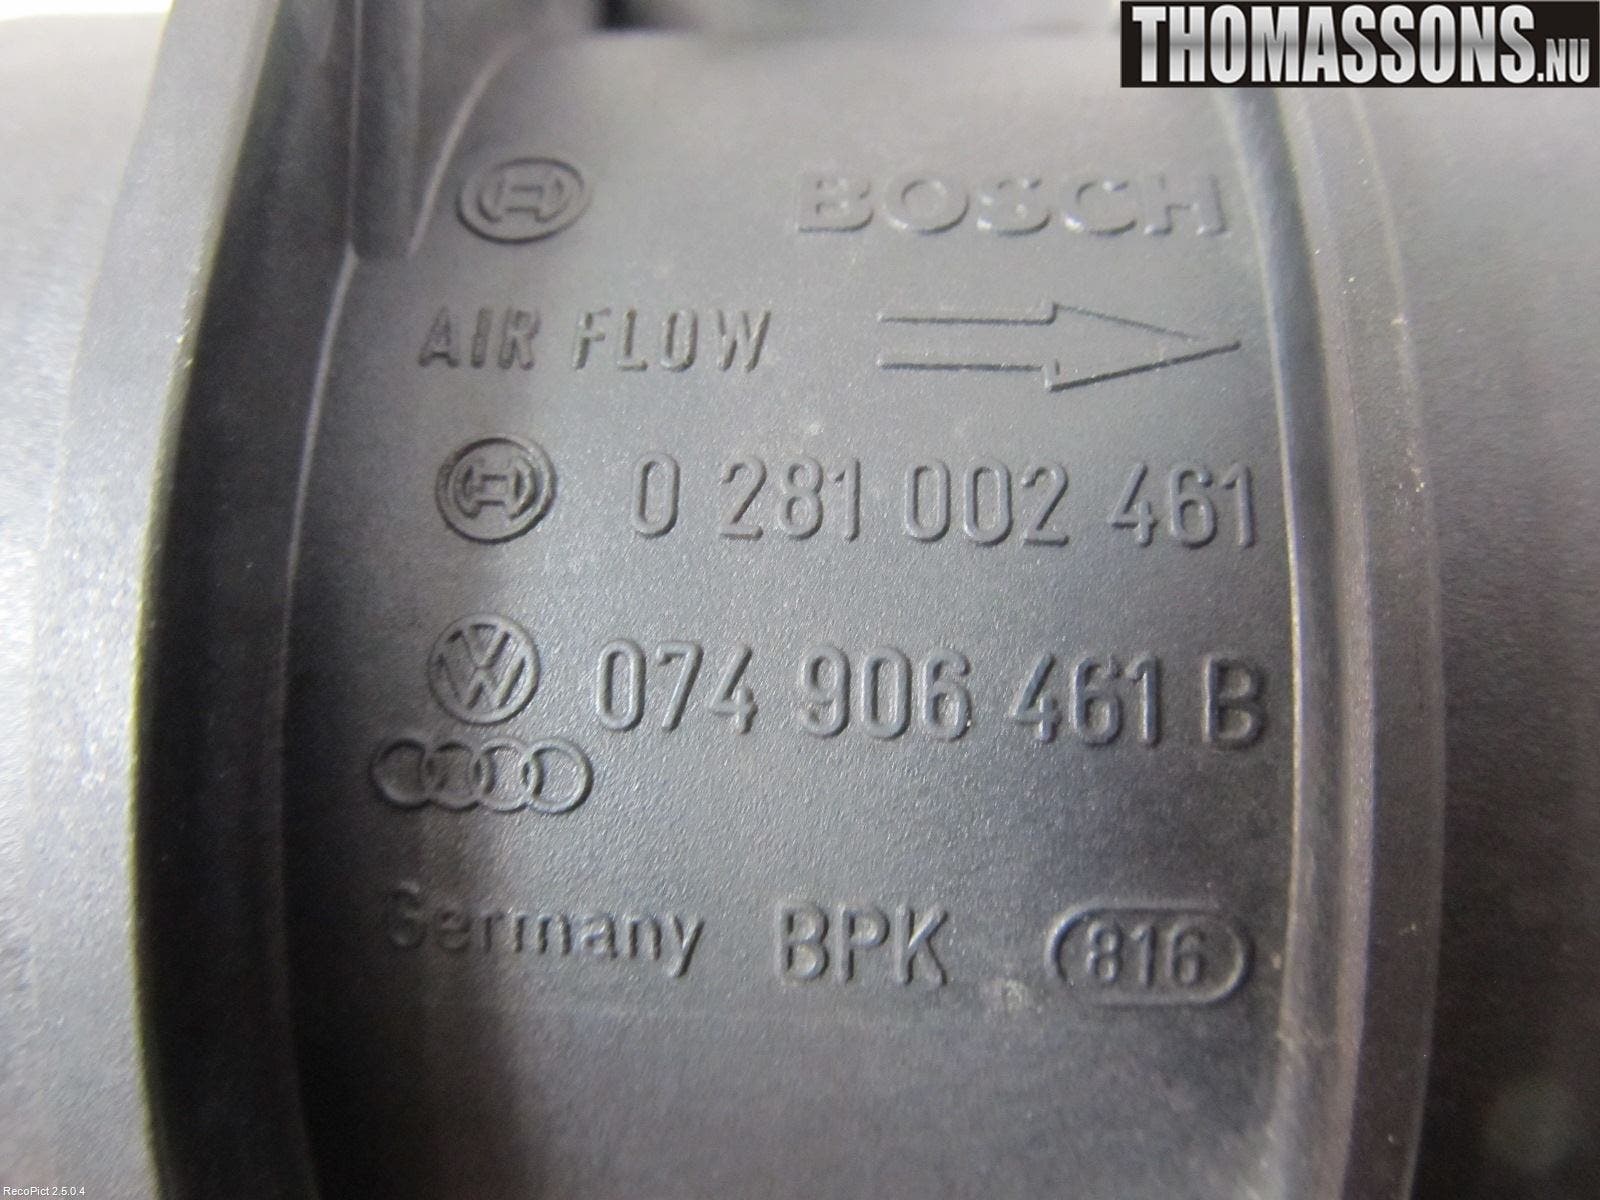 THOMASSONS.NU
BOSCH
AIR FLOW
0 281 002 461
074 906 461 B
Germany BPK 816
RecoPict 2.5.0.4